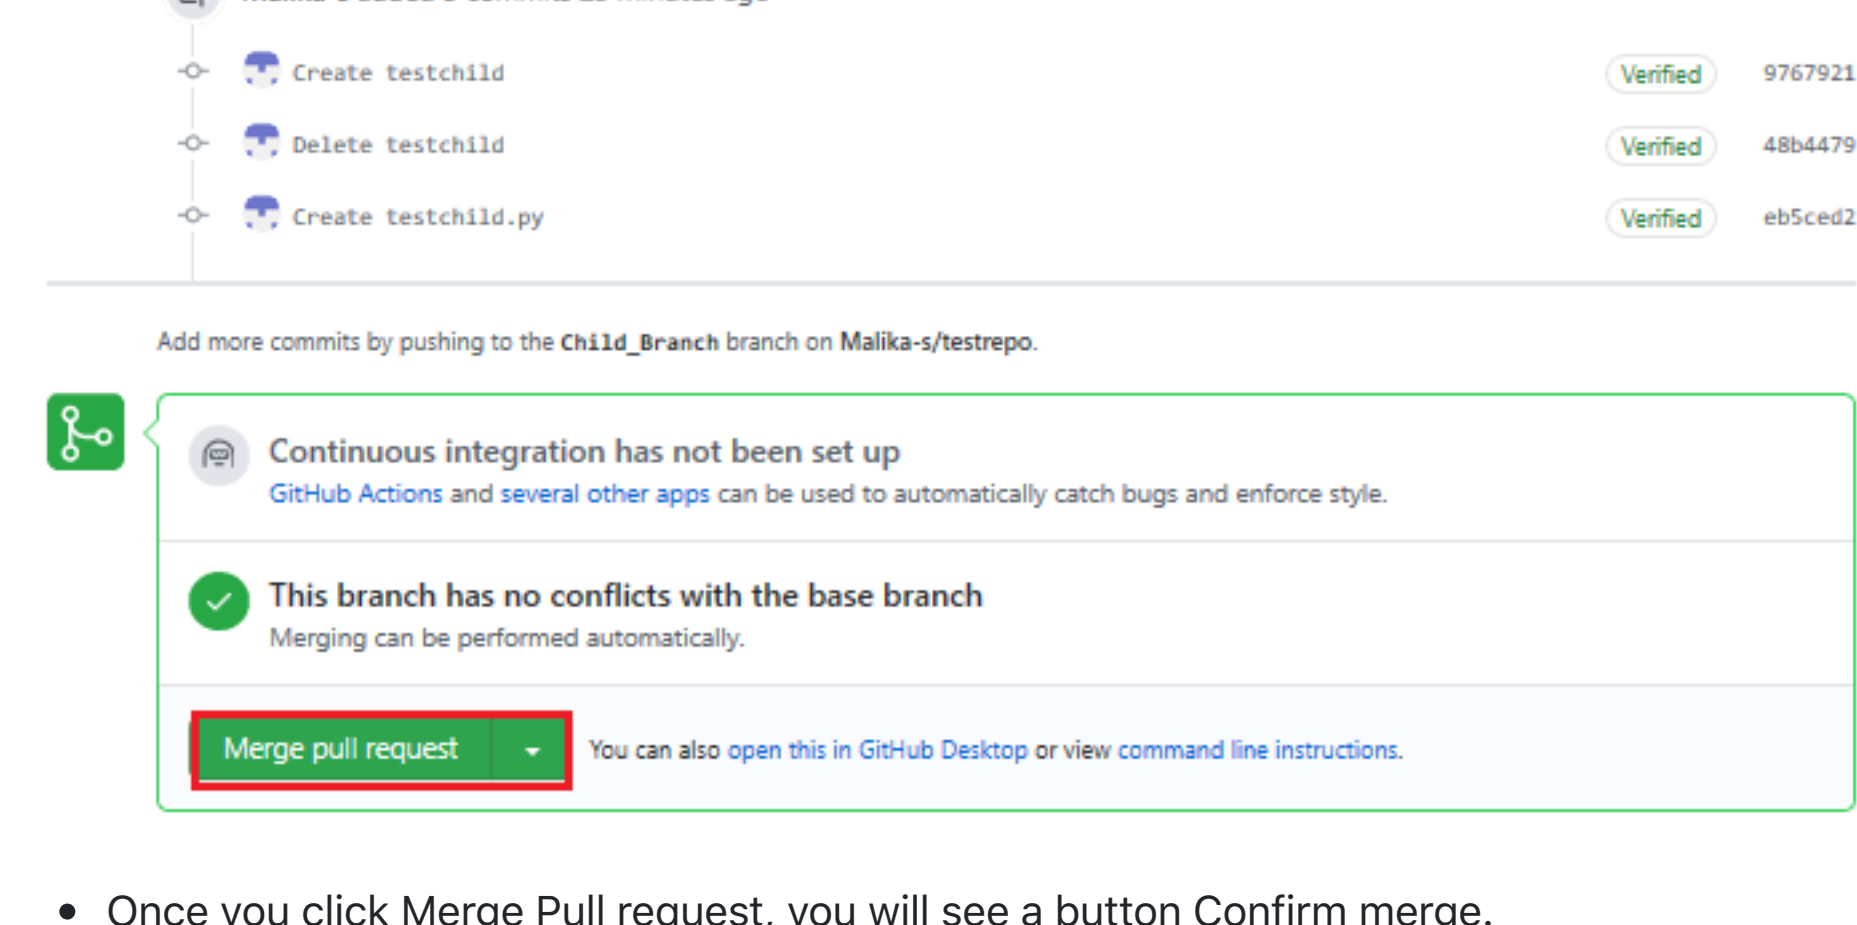 Create testchild Verified 9767921
Delete testchild Verified 48b4479
Create testchild.py Verified eb5ced2
Add more commits by pushing to the Child_Branch branch on Malika-s/testrepo.
Continuous integration has not been set up
GitHub Actions and several other apps can be used to automatically catch bugs and enforce style.
This branch has no conflicts with the base branch
Merging can be performed automatically.
Merge pull request You can also open this in GitHub Desktop or view command line instructions.
• Once you click Merge Pull request, you will see a button Confirm merge.